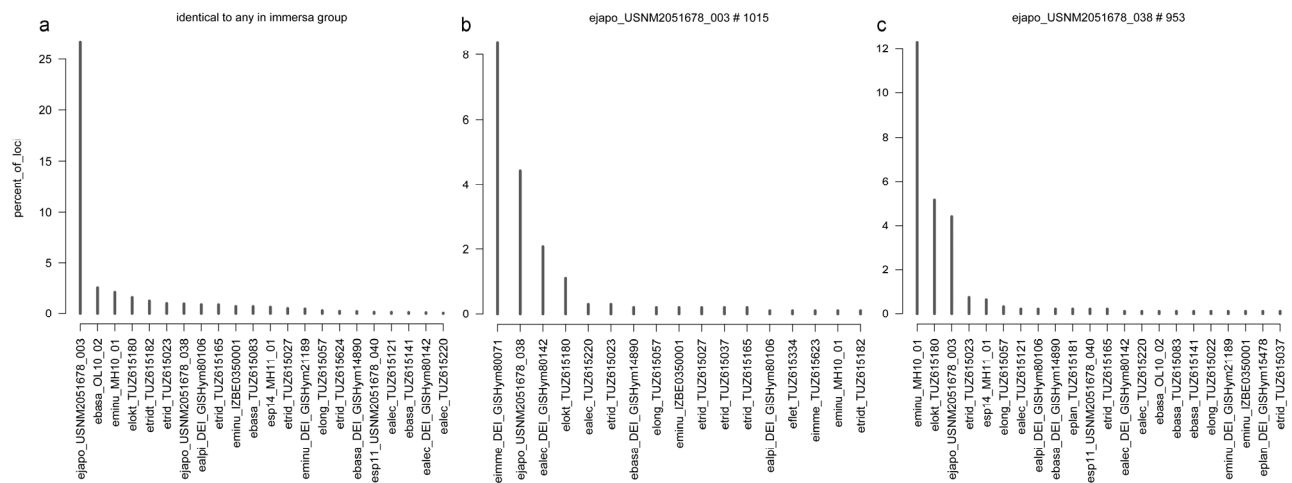 a
identical to any in immersa group
percent_of_loci
25
20
15
10
5
0
ejapo_USNM2051678_003
ebasa_OL10_02
eminu_MH10_01
elokt_TUZ615180
etridt_TUZ615182
etrid_TUZ615023
ejapo_USNM2051678_038
ealpi_DEI_GISHym80106
etrid_TUZ615165
eminu_IZBE0350001
ebasa_TUZ615083
esp14_MH11_01
etrid_TUZ615027
eminu_DEI_GISHym21189
elong_TUZ615057
etrid_TUZ615624
ebasa_DEI_GISHym14890
esp11_USNM2051678_040
ealec_TUZ615121
ebasa_TUZ615141
ealec_DEI_GISHym80142
ealec_TUZ615220
b
ejapo_USNM2051678_003 # 1015
8
6
4
2
0
eimme_DEI_GISHym80071
ejapo_USNM2051678_038
ealec_DEI_GISHym80142
elokt_TUZ615180
ealec_TUZ615220
etrid_TUZ615023
ebasa_DEI_GISHym14890
elong_TUZ615057
eminu_IZBE0350001
etrid_TUZ615027
etrid_TUZ615037
etrid_TUZ615165
ealpi_DEI_GISHym80106
eflet_TUZ615334
eimme_TUZ615623
eminu_MH10_01
etridt_TUZ615182
c
ejapo_USNM2051678_038 # 953
12
10
8
6
4
2
0
eminu_MH10_01
elokt_TUZ615180
ejapo_USNM2051678_003
etrid_TUZ615023
esp14_MH11_01
elong_TUZ615057
ealec_TUZ615121
ealpi_DEI_GISHym80106
ebasa_DEI_GISHym14890
eplan_TUZ615181
esp11_USNM2051678_040
etrid_TUZ615165
ealec_DEI_GISHym80142
ealec_TUZ615220
ebasa_OL10_02
ebasa_TUZ615083
ebasa_TUZ615141
elong_TUZ615022
eminu_DEI_GISHym21189
eminu_IZBE0350001
eplan_DEI_GISHym15478
etrid_TUZ615037